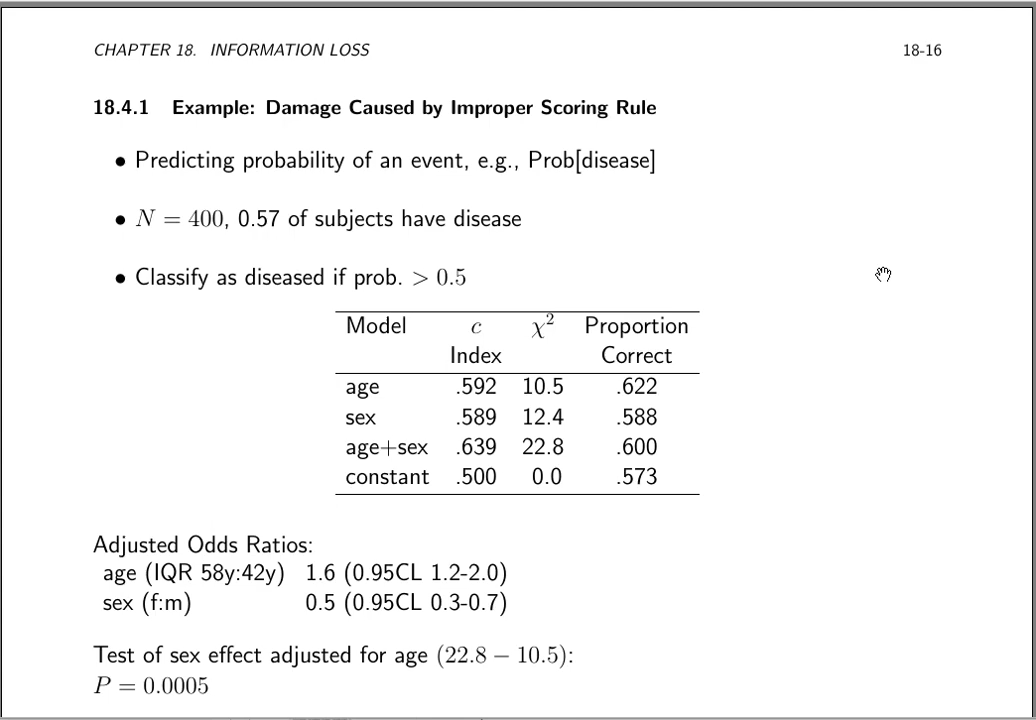 CHAPTER 18. INFORMATION LOSS 18-16
18.4.1 Example: Damage Caused by Improper Scoring Rule
• Predicting probability of an event, e.g., Prob[disease]
• N = 400, 0.57 of subjects have disease
• Classify as diseased if prob. > 0.5
Model c χ² Proportion
Index Correct
age .592 10.5 .622
sex .589 12.4 .588
age+sex .639 22.8 .600
constant .500 0.0 .573
Adjusted Odds Ratios:
age (IQR 58y:42y) 1.6 (0.95CL 1.2-2.0)
sex (f:m) 0.5 (0.95CL 0.3-0.7)
Test of sex effect adjusted for age (22.8 − 10.5):
P = 0.0005